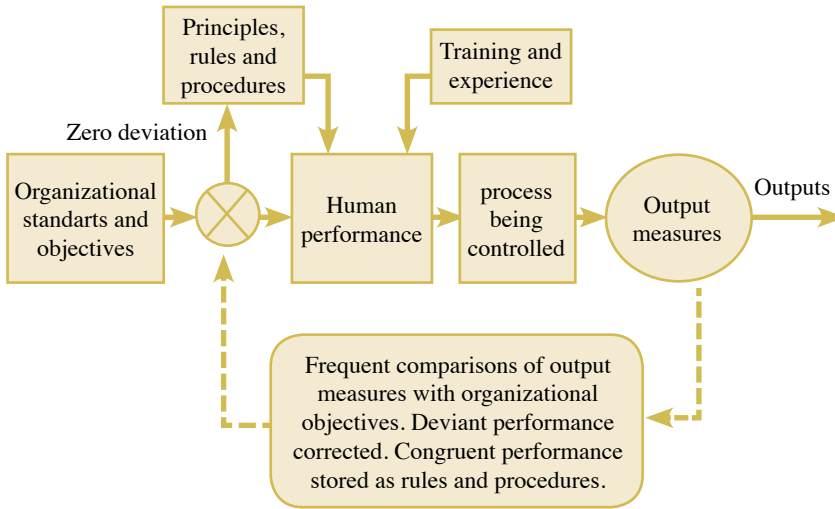 Principles,
rules and
procedures
Training and
experience
Zero deviation
Organizational
standarts and
objectives
Human
performance
process
being
controlled
Output
measures
Outputs
Frequent comparisons of output
measures with organizational
objectives. Deviant performance
corrected. Congruent performance
stored as rules and procedures.